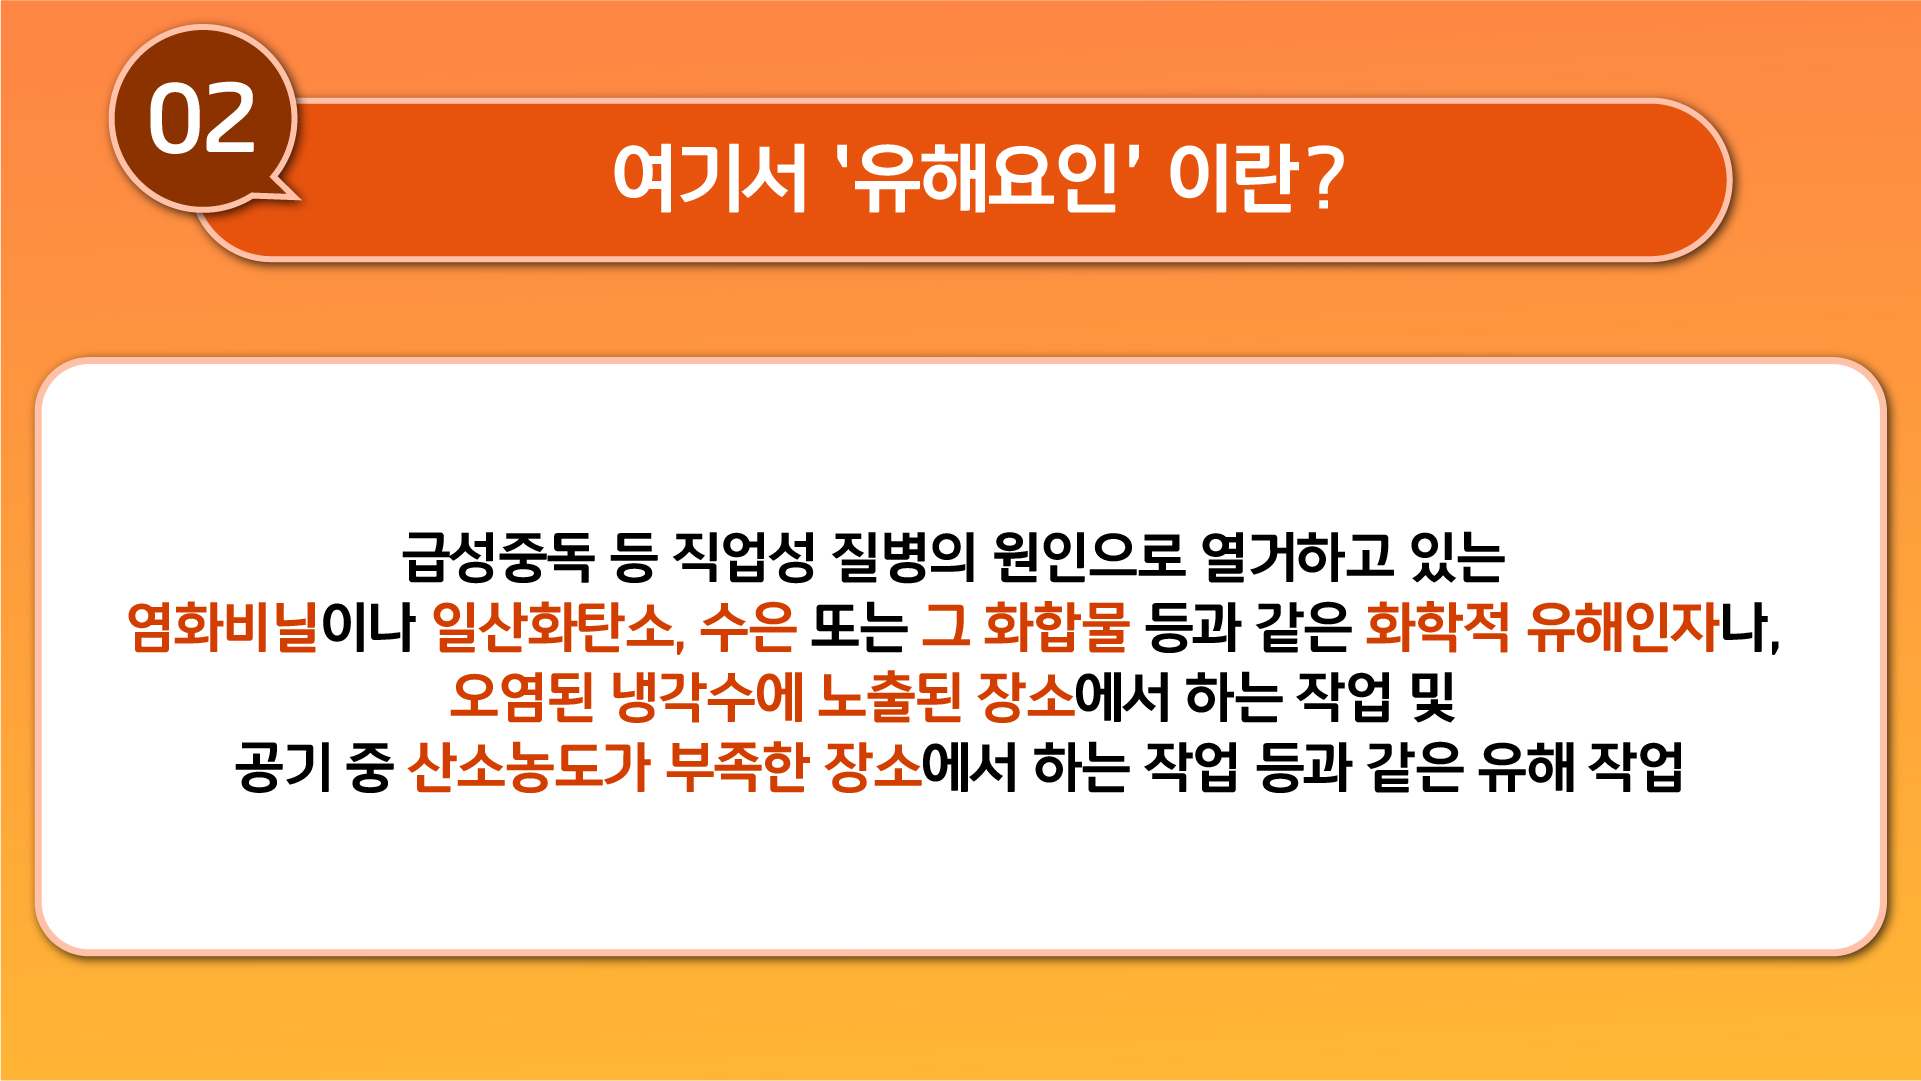 02
여기서 '유해요인' 이란?
급성중독 등 직업성 질병의 원인으로 열거하고 있는
염화비닐이나 일산화탄소, 수은 또는 그 화합물 등과 같은 화학적 유해인자나,
오염된 냉각수에 노출된 장소에서 하는 작업 및
공기 중 산소농도가 부족한 장소에서 하는 작업 등과 같은 유해 작업